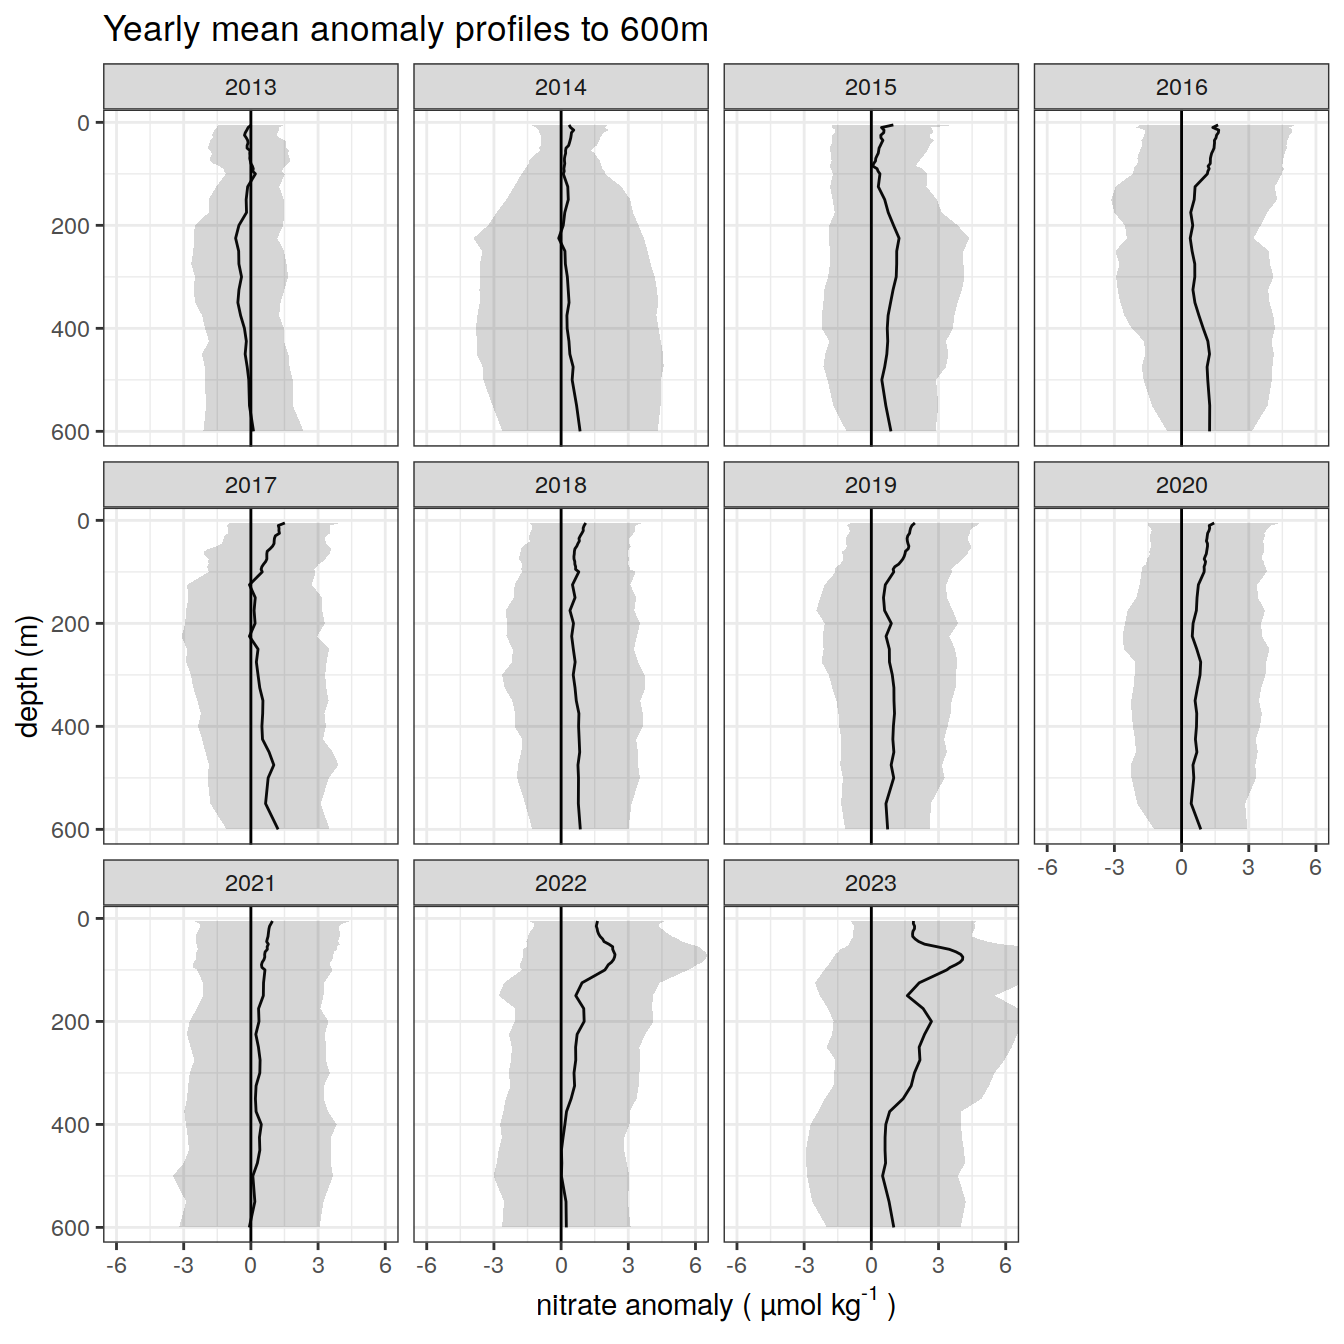 Yearly mean anomaly profiles to 600m
2013 2014 2015 2016
0
200
400
600
2017 2018 2019 2020
0
200
400
600
-6 -3 0 3 6
2021 2022 2023
0
200
400
600
-6 -3 0 3 6 -6 -3 0 3 6 -6 -3 0 3 6
depth (m)
nitrate anomaly ( µmol kg⁻¹ )